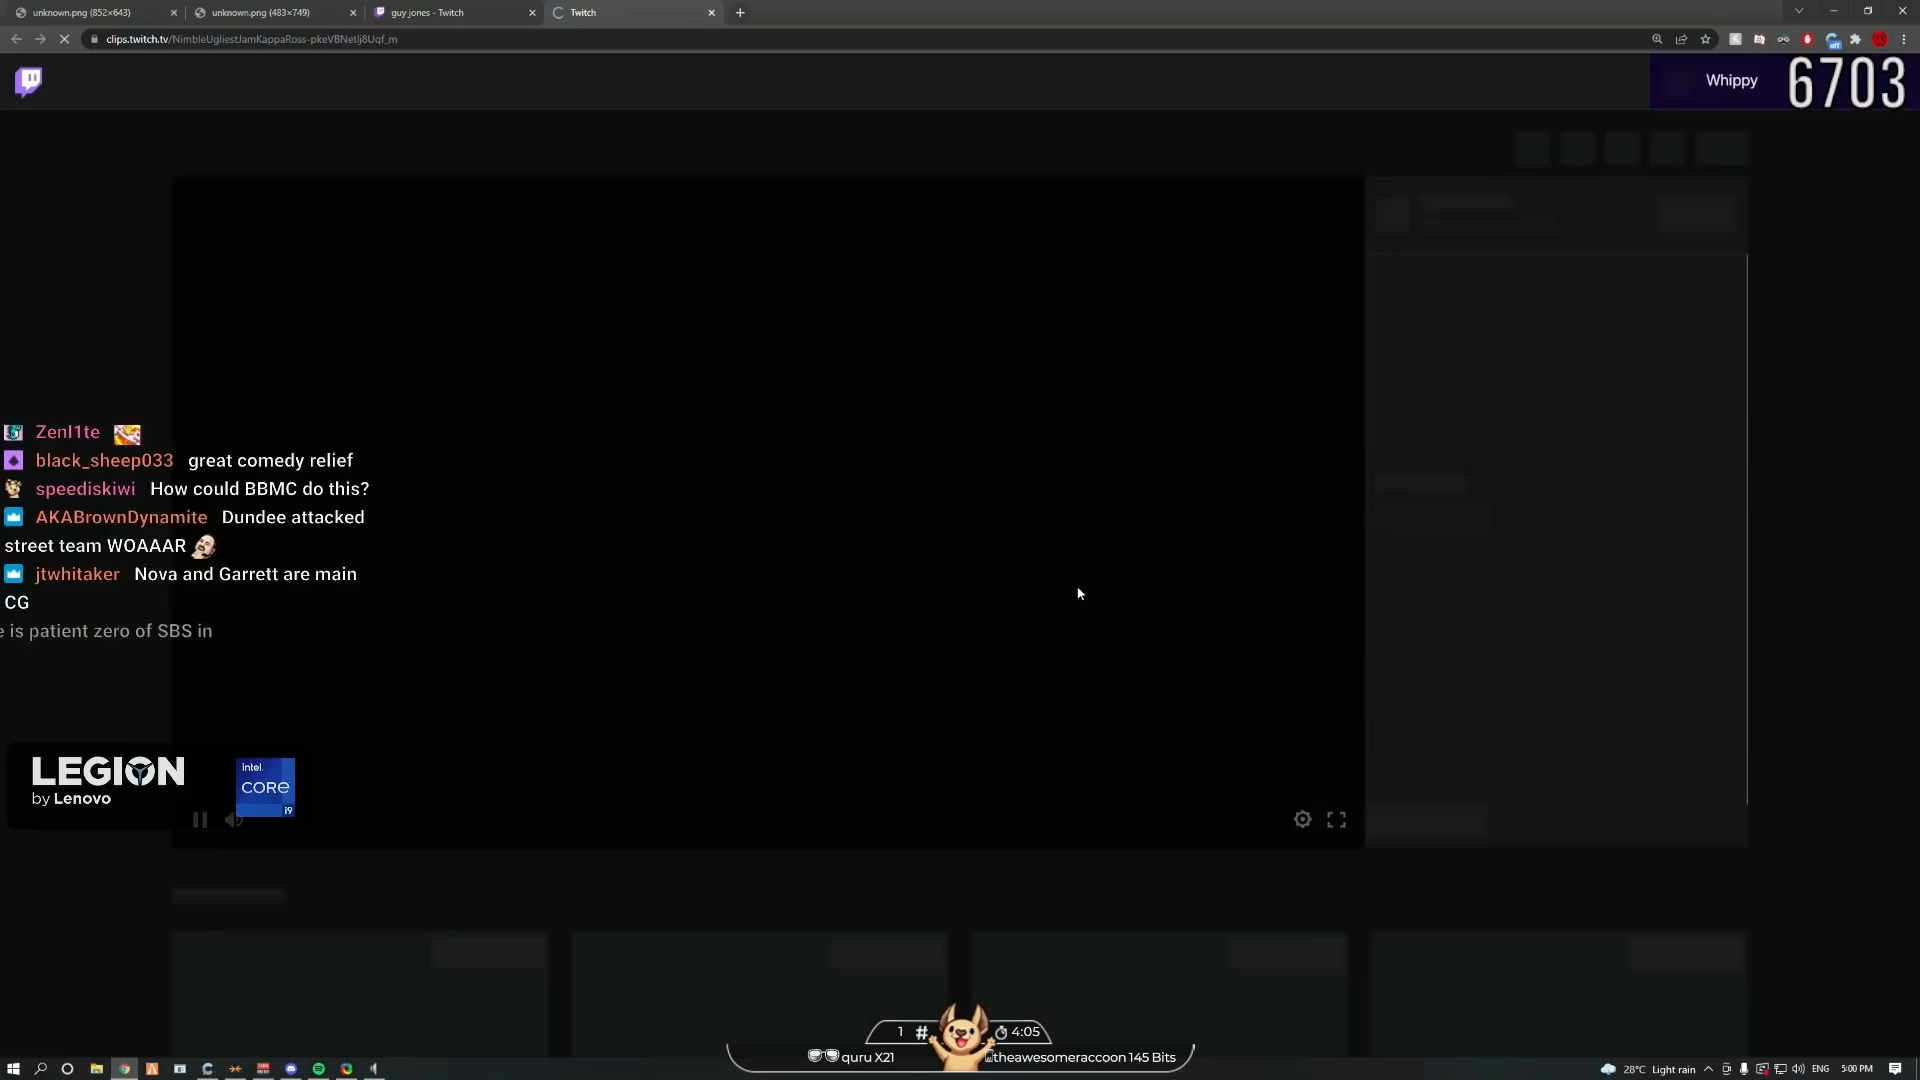 unknown.png (852×643)
unknown.png (483×749)
guy jones - Twitch
Twitch
clips.twitch.tv/NimbleUgliestJamKappaRoss-pkeVBNetlj8Uqf_m
Whippy
6703
Zenl1te
black_sheep033 great comedy relief
speediskiwi How could BBMC do this?
AKABrownDynamite Dundee attacked
street team WOAAAR
jtwhitaker Nova and Garrett are main
CG
e is patient zero of SBS in
LEGION
by Lenovo
intel.
CORE
i9
1 #
4:05
quru X21
theawesomeraccoon 145 Bits
28°C Light rain
ENG
5:00 PM